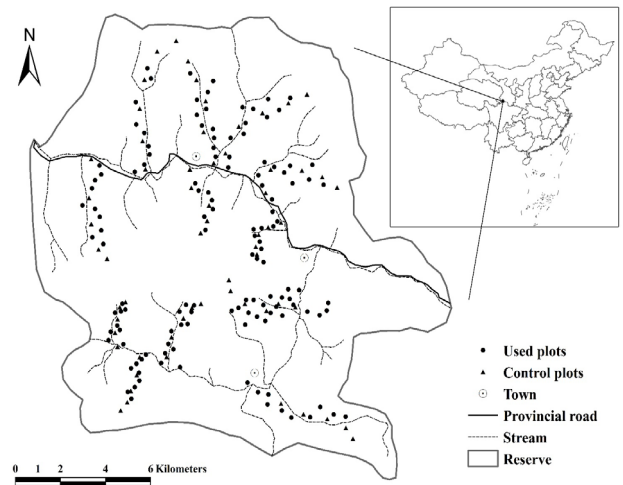 N
Used plots
Control plots
Town
Provincial road
Stream
Reserve
0 1 2 4 6 Kilometers